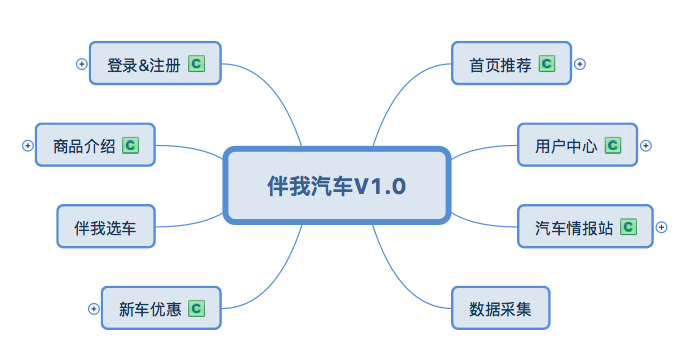 登录&注册 C
首页推荐 C
商品介绍 C
用户中心 C
伴我汽车V1.0
伴我选车
汽车情报站 C
新车优惠 C
数据采集